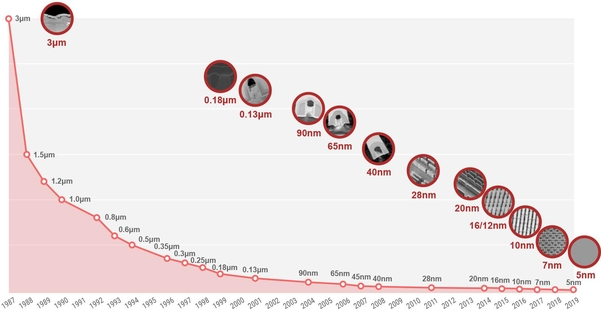 3μm
3μm
0.18μm
0.13μm
90nm
65nm
40nm
28nm
20nm
16/12nm
10nm
7nm
5nm
1.5μm
1.2μm
1.0μm
0.8μm
0.6μm
0.5μm
0.35μm
0.3μm
0.25μm
0.18μm
0.13μm
90nm
65nm
45nm
40nm
28nm
20nm
16nm
10nm
7nm
5nm
1987
1988
1989
1990
1991
1992
1993
1994
1995
1996
1997
1998
1999
2000
2001
2002
2003
2004
2005
2006
2007
2008
2009
2010
2011
2012
2013
2014
2015
2016
2017
2018
2019